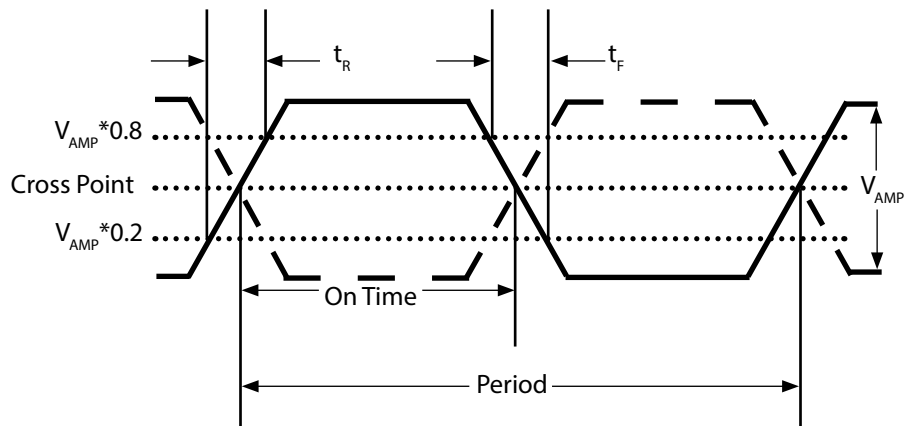 t_R
t_F
V_AMP*0.8
Cross Point
V_AMP
V_AMP*0.2
On Time
Period